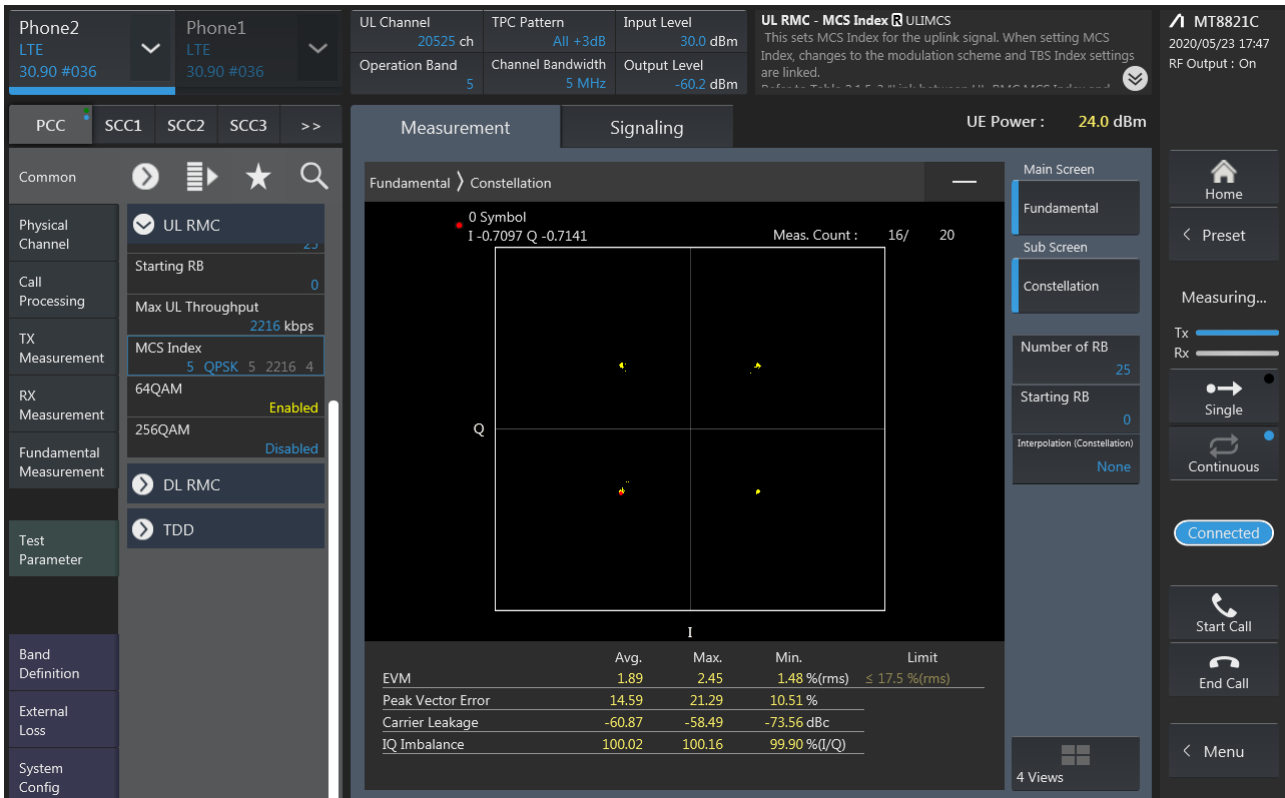 Phone2
LTE
30.90 #036
Phone1
LTE
30.90 #036
UL Channel
20525 ch
Operation Band
5
TPC Pattern
All +3dB
Channel Bandwidth
5 MHz
Input Level
30.0 dBm
Output Level
-60.2 dBm
UL RMC - MCS Index R ULIMCS
This sets MCS Index for the uplink signal. When setting MCS
Index, changes to the modulation scheme and TBS Index settings
are linked.
MT8821C
2020/05/23 17:47
RF Output : On
PCC SCC1 SCC2 SCC3 >>
Measurement
Signaling
UE Power : 24.0 dBm
Common
Physical
Channel
Call
Processing
TX
Measurement
RX
Measurement
Fundamental
Measurement
Test
Parameter
Band
Definition
External
Loss
System
Config
UL RMC
25
Starting RB
0
Max UL Throughput
2216 kbps
MCS Index
5 QPSK 5 2216 4
64QAM
Enabled
256QAM
Disabled
DL RMC
TDD
Fundamental 〉 Constellation
0 Symbol
I -0.7097 Q -0.7141
Meas. Count : 16/ 20
Q
I
Avg. Max. Min. Limit
EVM 1.89 2.45 1.48 %(rms) ≤ 17.5 %(rms)
Peak Vector Error 14.59 21.29 10.51 %
Carrier Leakage -60.87 -58.49 -73.56 dBc
IQ Imbalance 100.02 100.16 99.90 %(I/Q)
Main Screen
Fundamental
Sub Screen
Constellation
Number of RB
25
Starting RB
0
Interpolation (Constellation)
None
4 Views
Home
< Preset
Measuring...
Tx
Rx
Single
Continuous
Connected
Start Call
End Call
< Menu